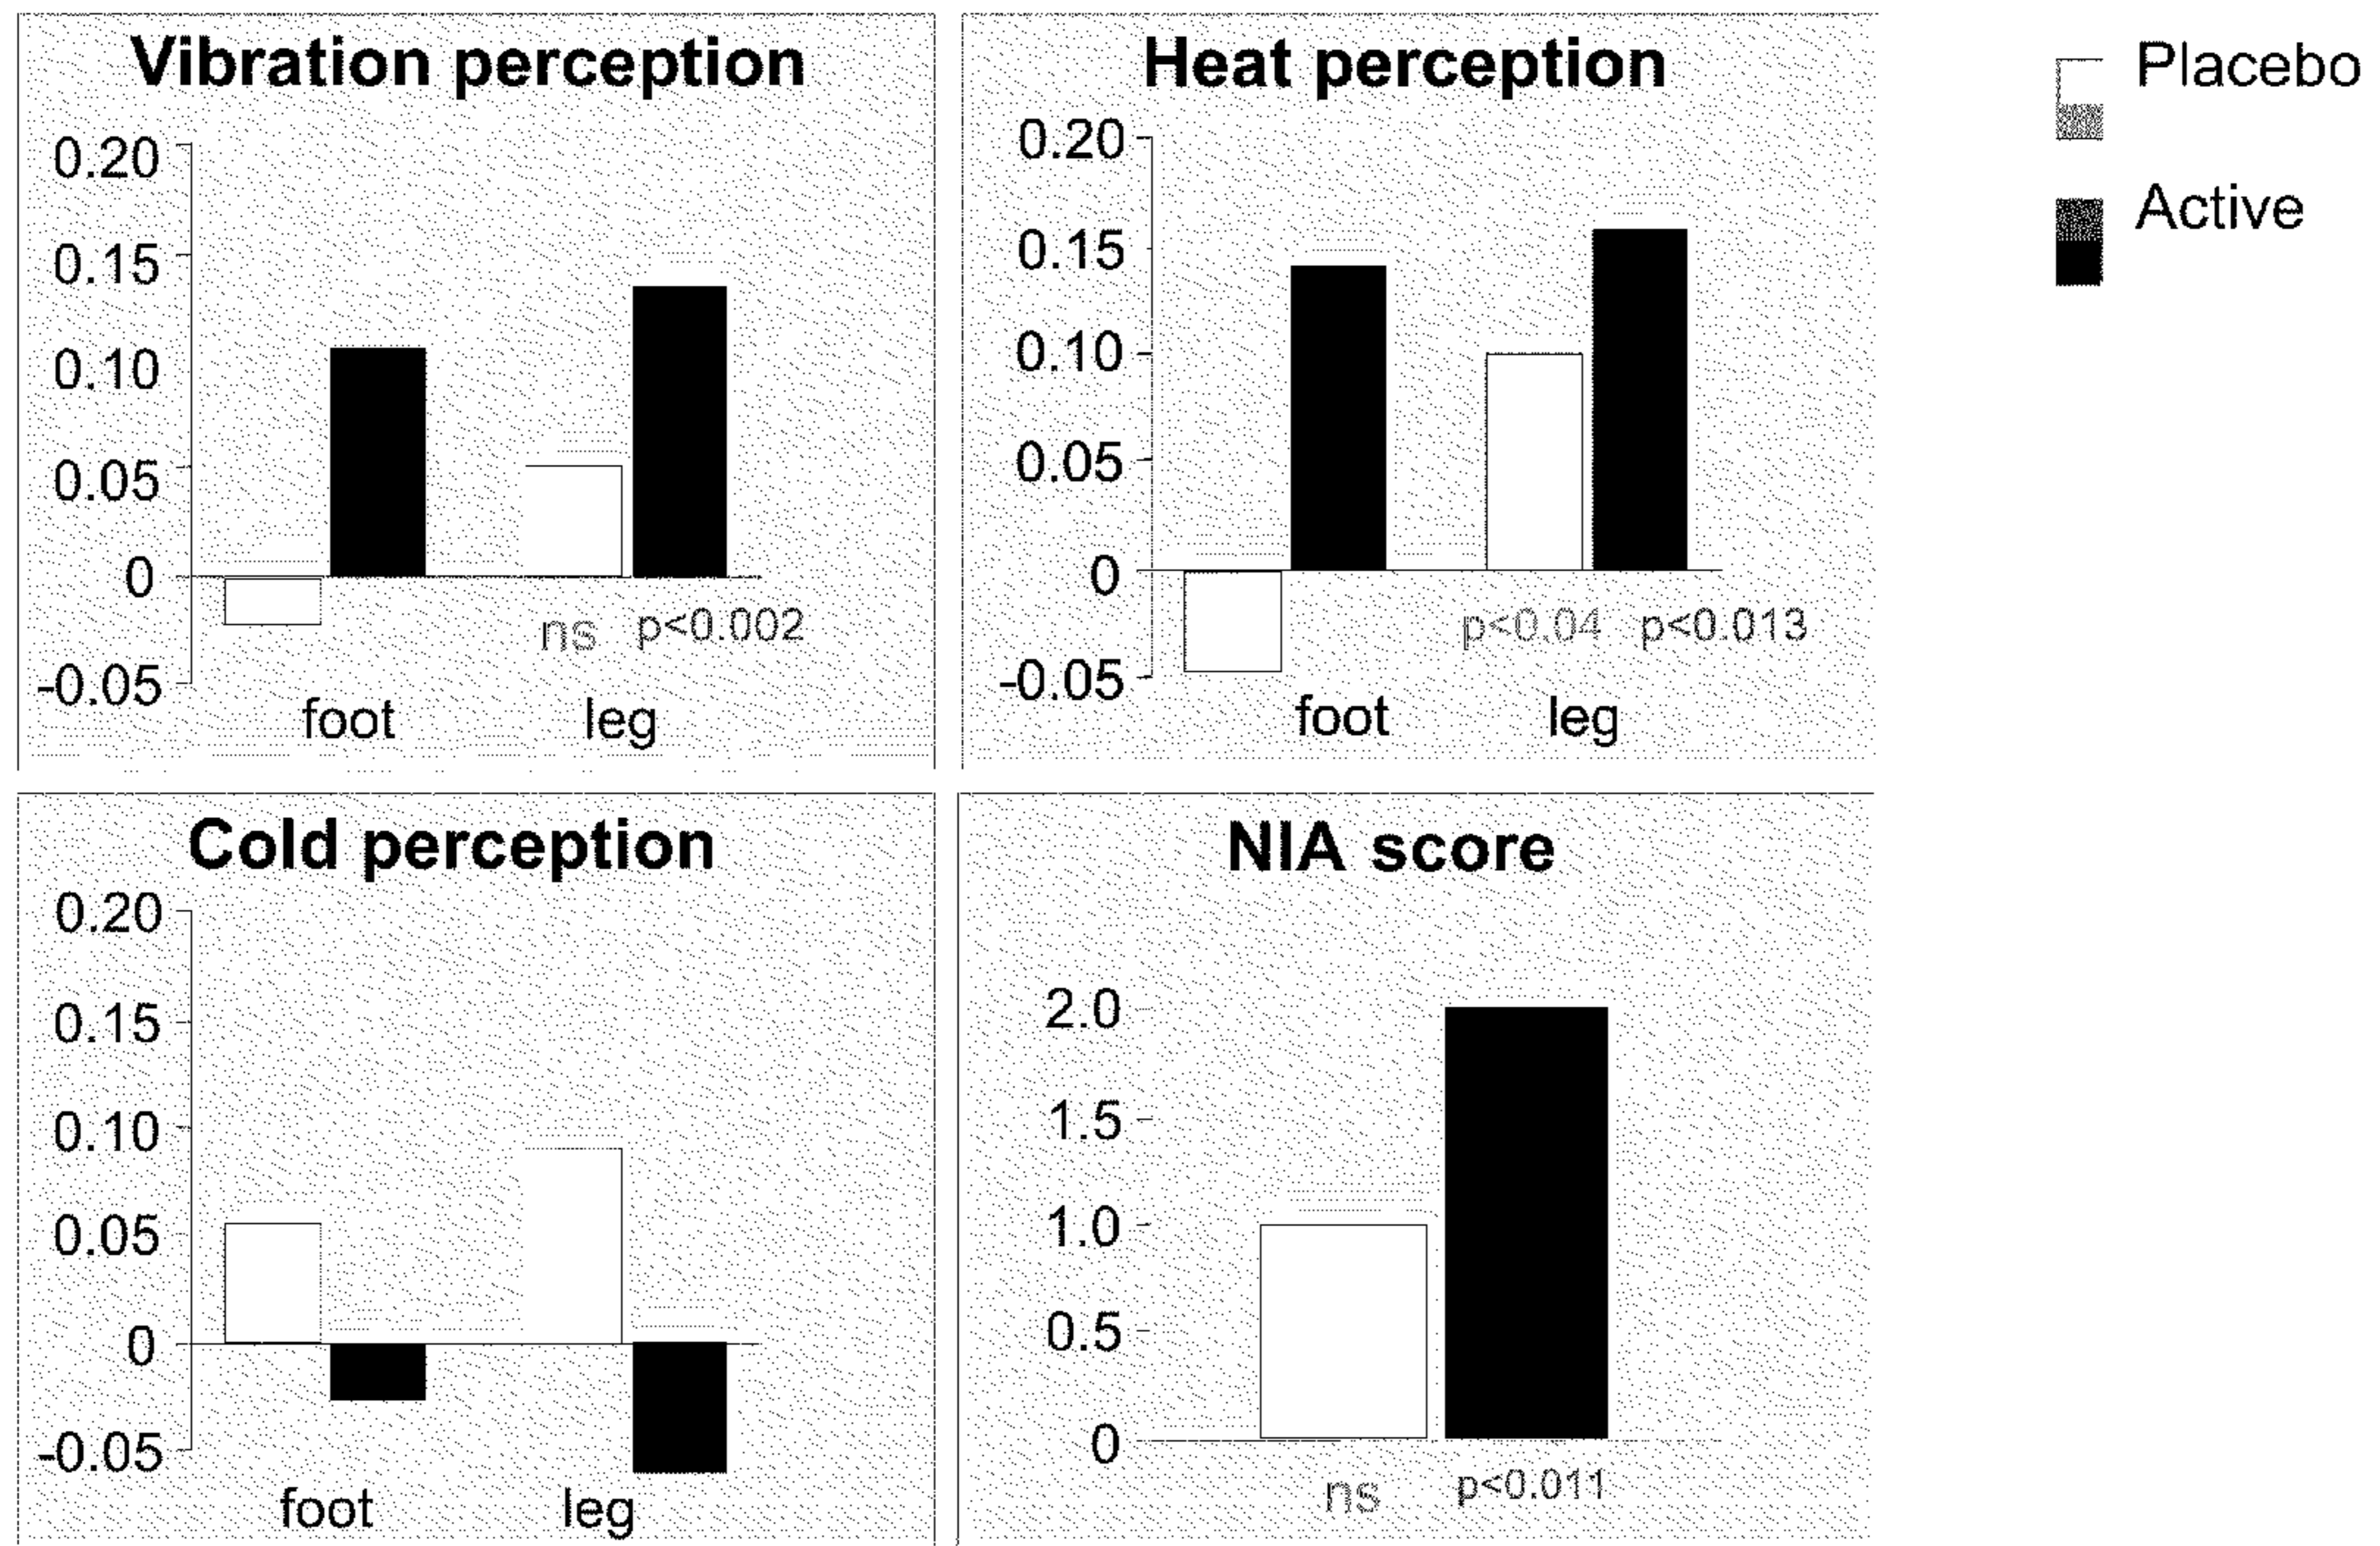 Vibration perception
0.20
0.15
0.10
0.05
0
-0.05
ns p<0.002
foot leg
Heat perception
0.20
0.15
0.10
0.05
0
-0.05
p<0.04 p<0.013
foot leg
Placebo
Active
Cold perception
0.20
0.15
0.10
0.05
0
-0.05
foot leg
NIA score
2.0
1.5
1.0
0.5
0
ns p<0.011